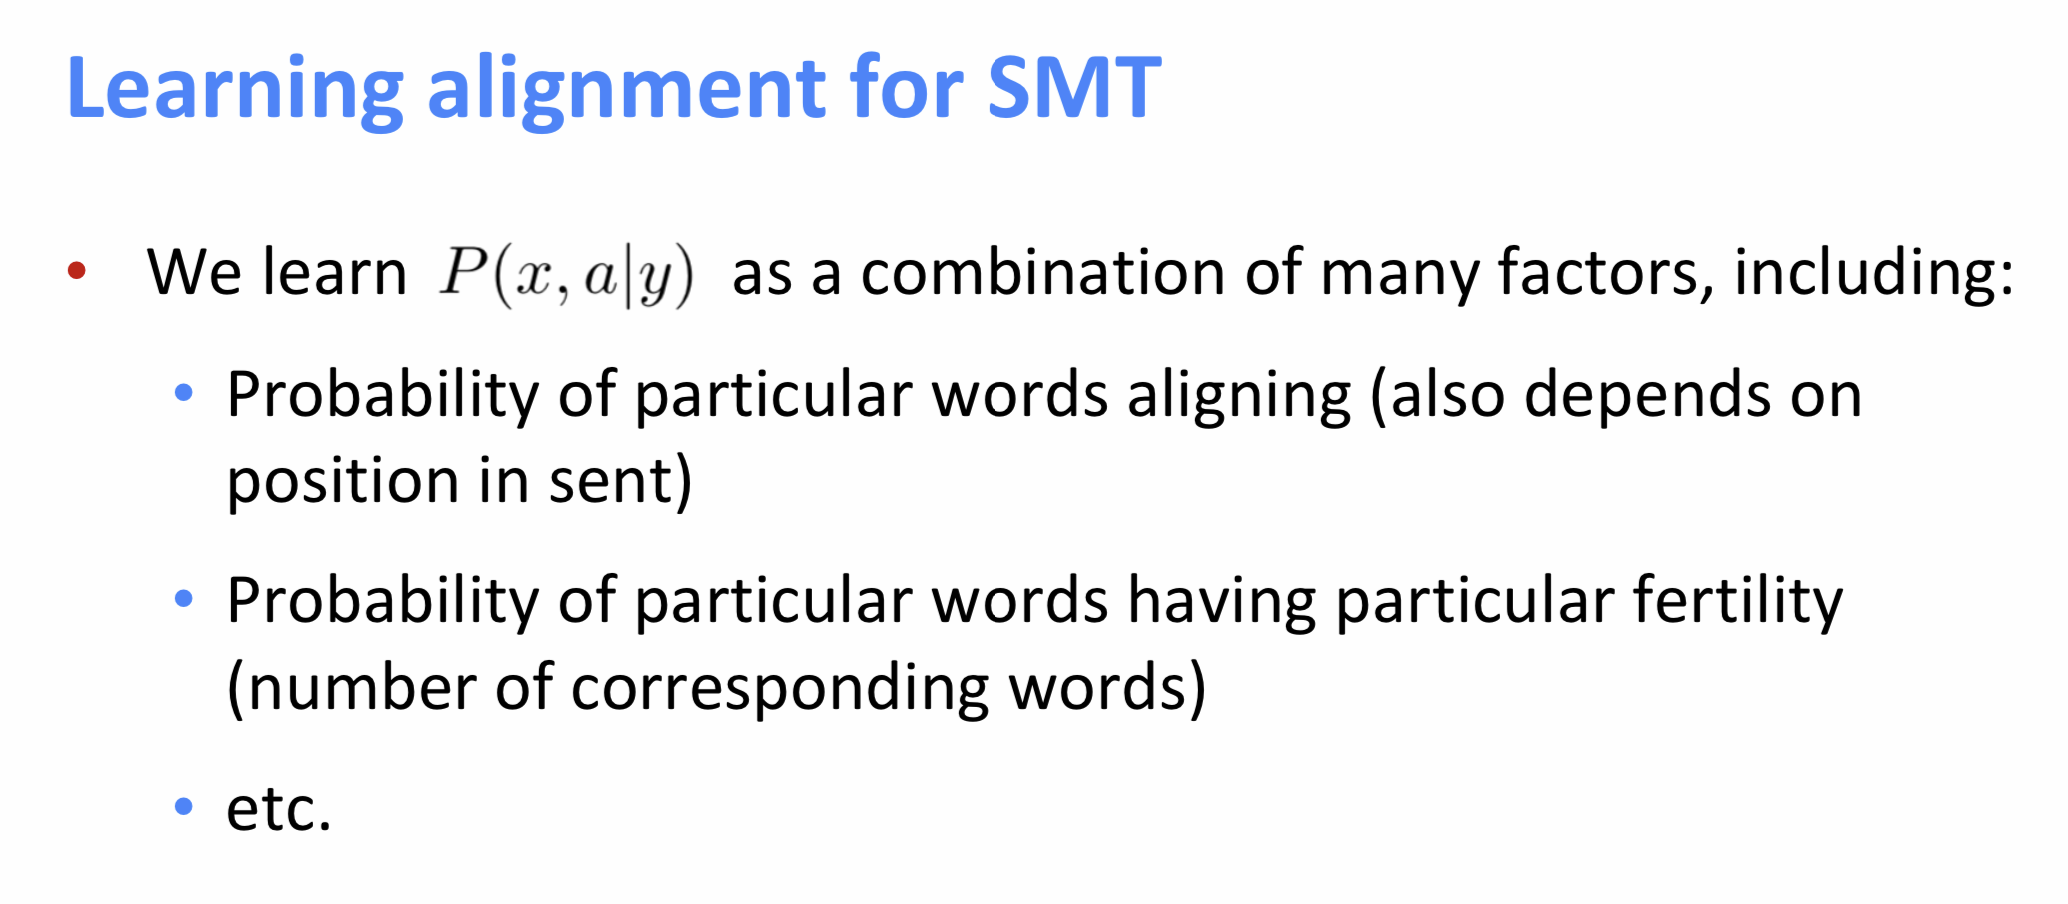 Learning alignment for SMT
• We learn P(x, a|y) as a combination of many factors, including:
• Probability of particular words aligning (also depends on
position in sent)
• Probability of particular words having particular fertility
(number of corresponding words)
• etc.